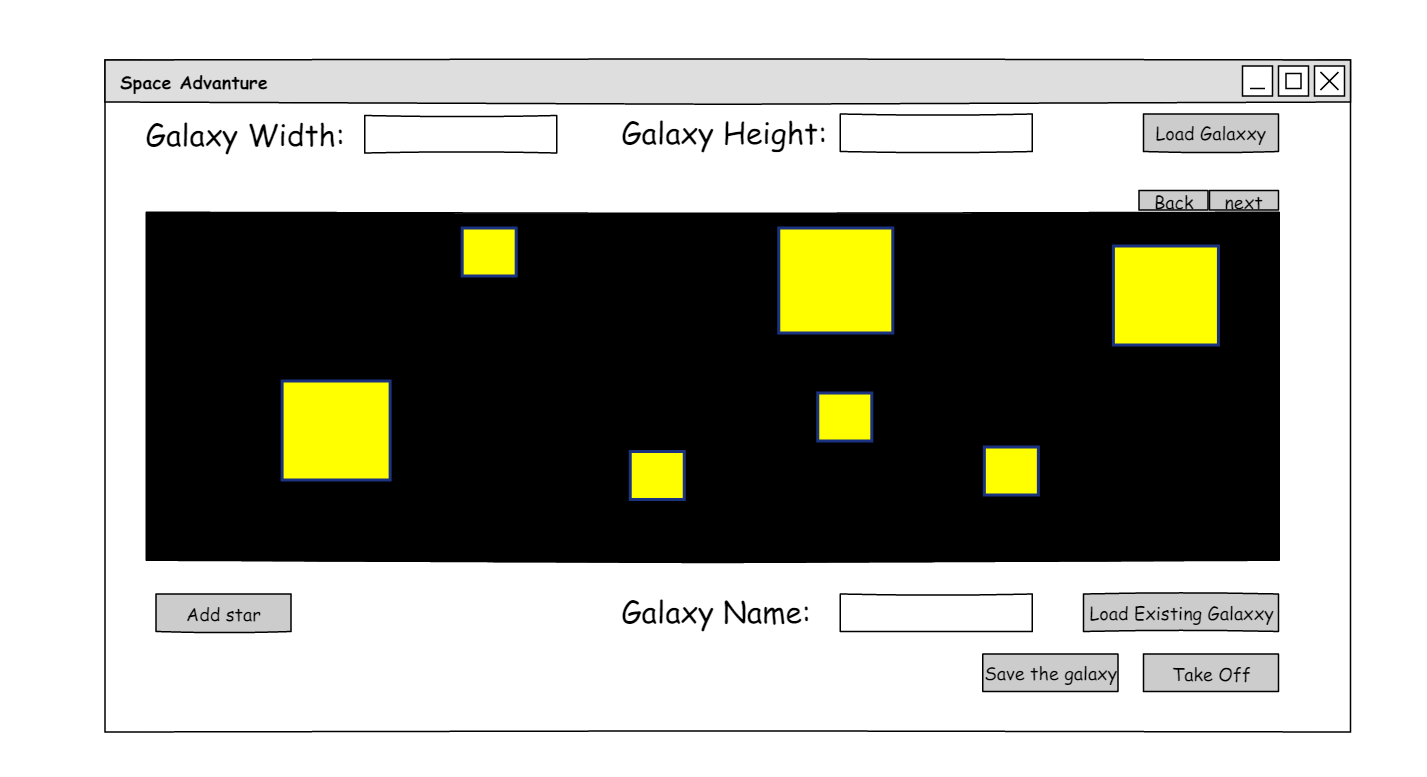 Space Advanture
Galaxy Width:
Galaxy Height:
Load Galaxxy
Back
next
Add star
Galaxy Name:
Load Existing Galaxxy
Save the galaxy
Take Off